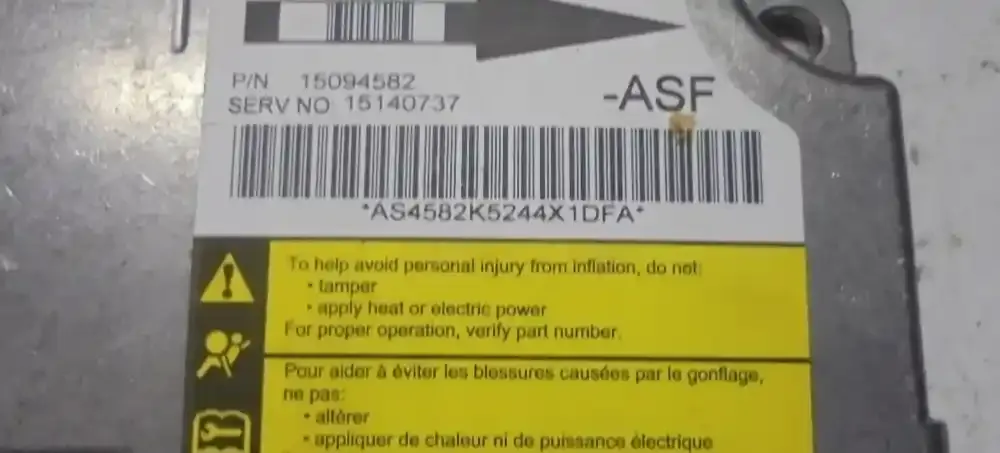 P/N 15094582
SERV NO 15140737
-ASF
*AS4582K5244X1DFA*
To help avoid personal injury from inflation, do not:
• tamper
• apply heat or electric power
For proper operation, verify part number.
Pour aider à éviter les blessures causées par le gonflage,
ne pas:
• altérer
• appliquer de chaleur ni de puissance électrique